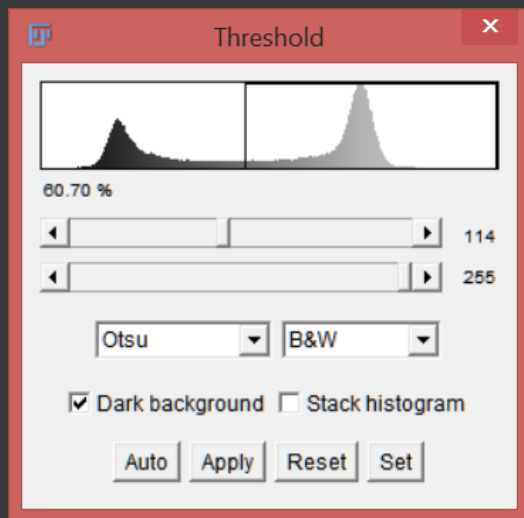 Threshold
60.70 %
114
255
Otsu B&W
Dark background Stack histogram
Auto Apply Reset Set